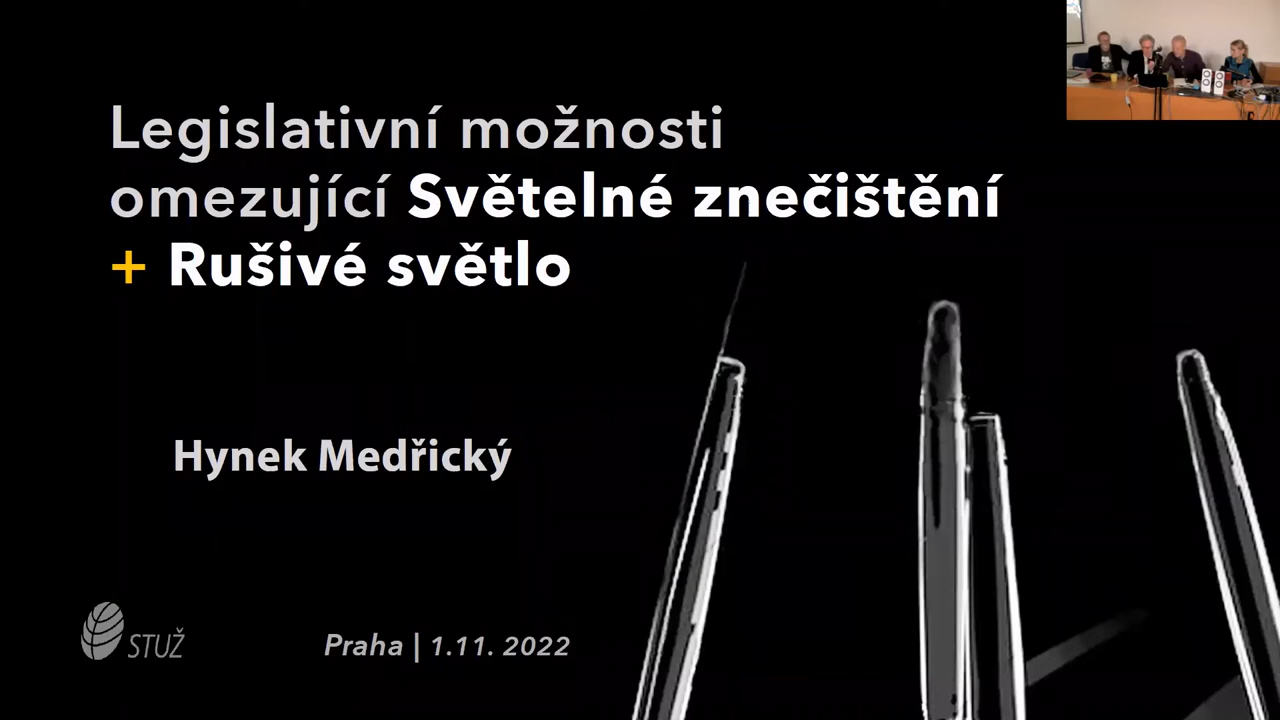 Legislativní možnosti
omezující Světelné znečištění
+ Rušivé světlo
Hynek Medřický
STUŽ
Praha | 1.11. 2022